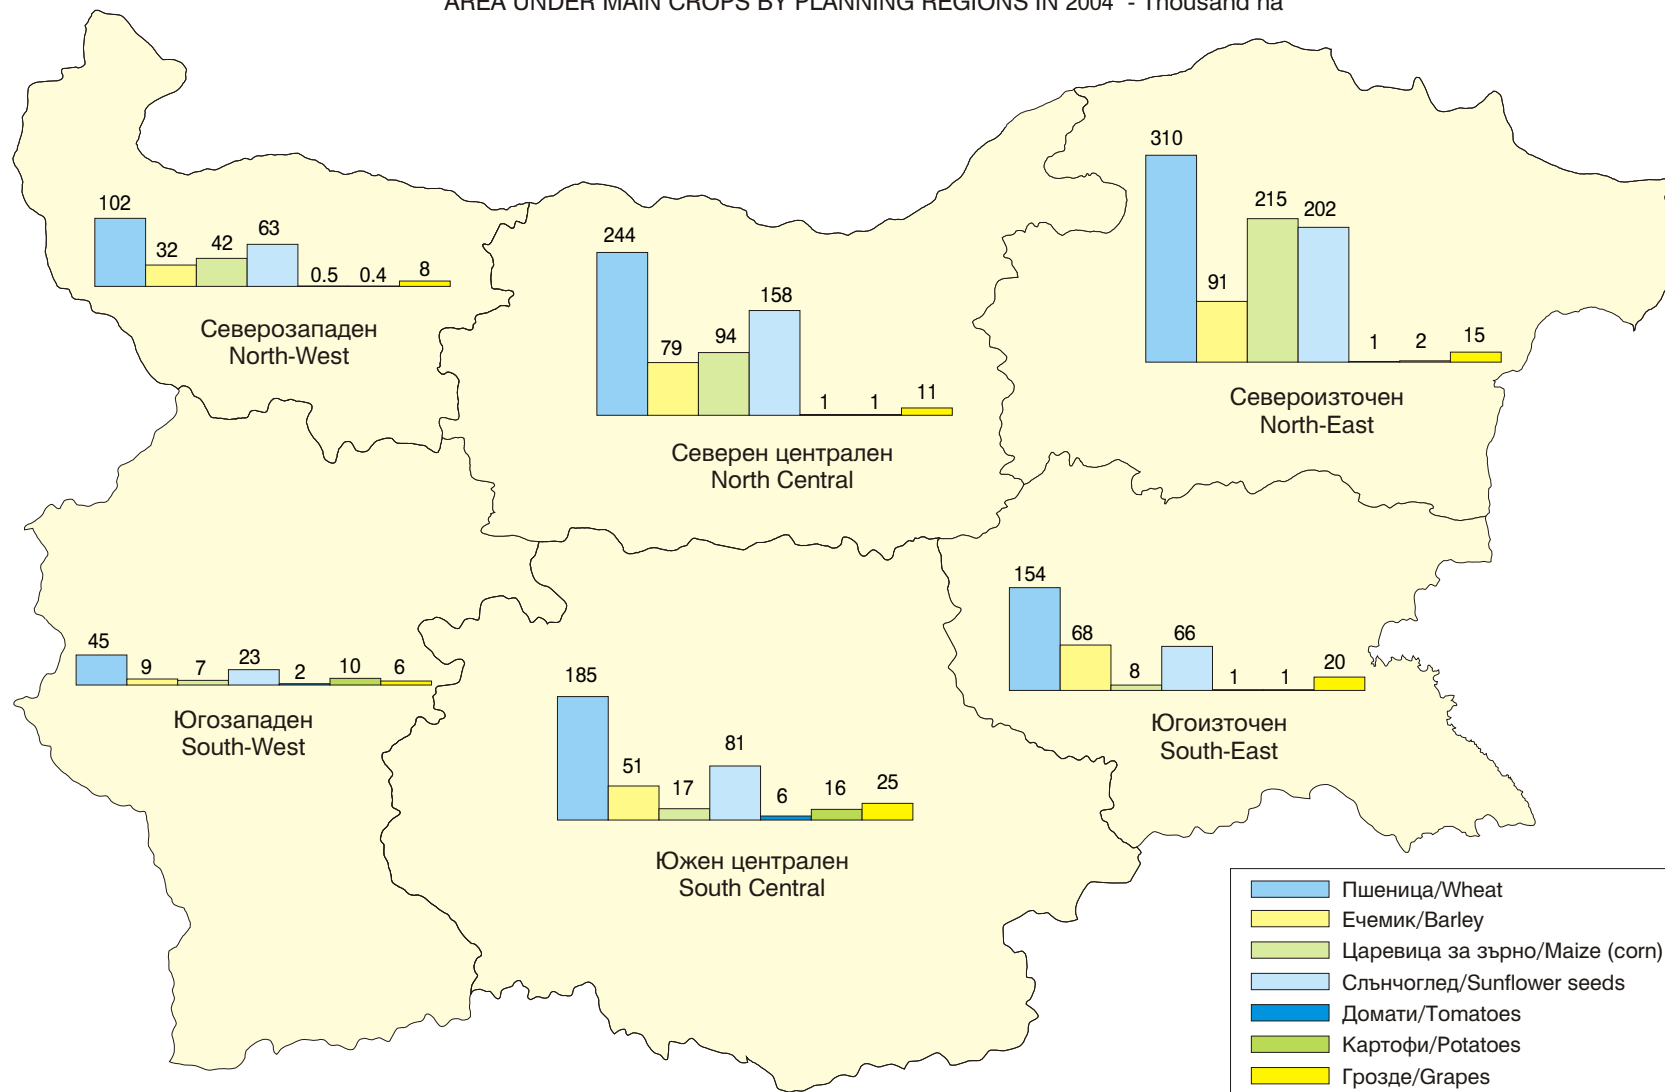 AREA UNDER MAIN CROPS BY PLANNING REGIONS IN 2004 - Thousand ha
310
215
202
91
1
2
15
Североизточен
North-East
102
32
42
63
0.5
0.4
8
Северозападен
North-West
244
79
94
158
1
1
11
Северен централен
North Central
154
68
8
66
1
1
20
Югоизточен
South-East
45
9
7
23
2
10
6
Югозападен
South-West
185
51
17
81
6
16
25
Южен централен
South Central
Пшеница/Wheat
Ечемик/Barley
Царевица за зърно/Maize (corn)
Слънчоглед/Sunflower seeds
Домати/Tomatoes
Картофи/Potatoes
Грозде/Grapes